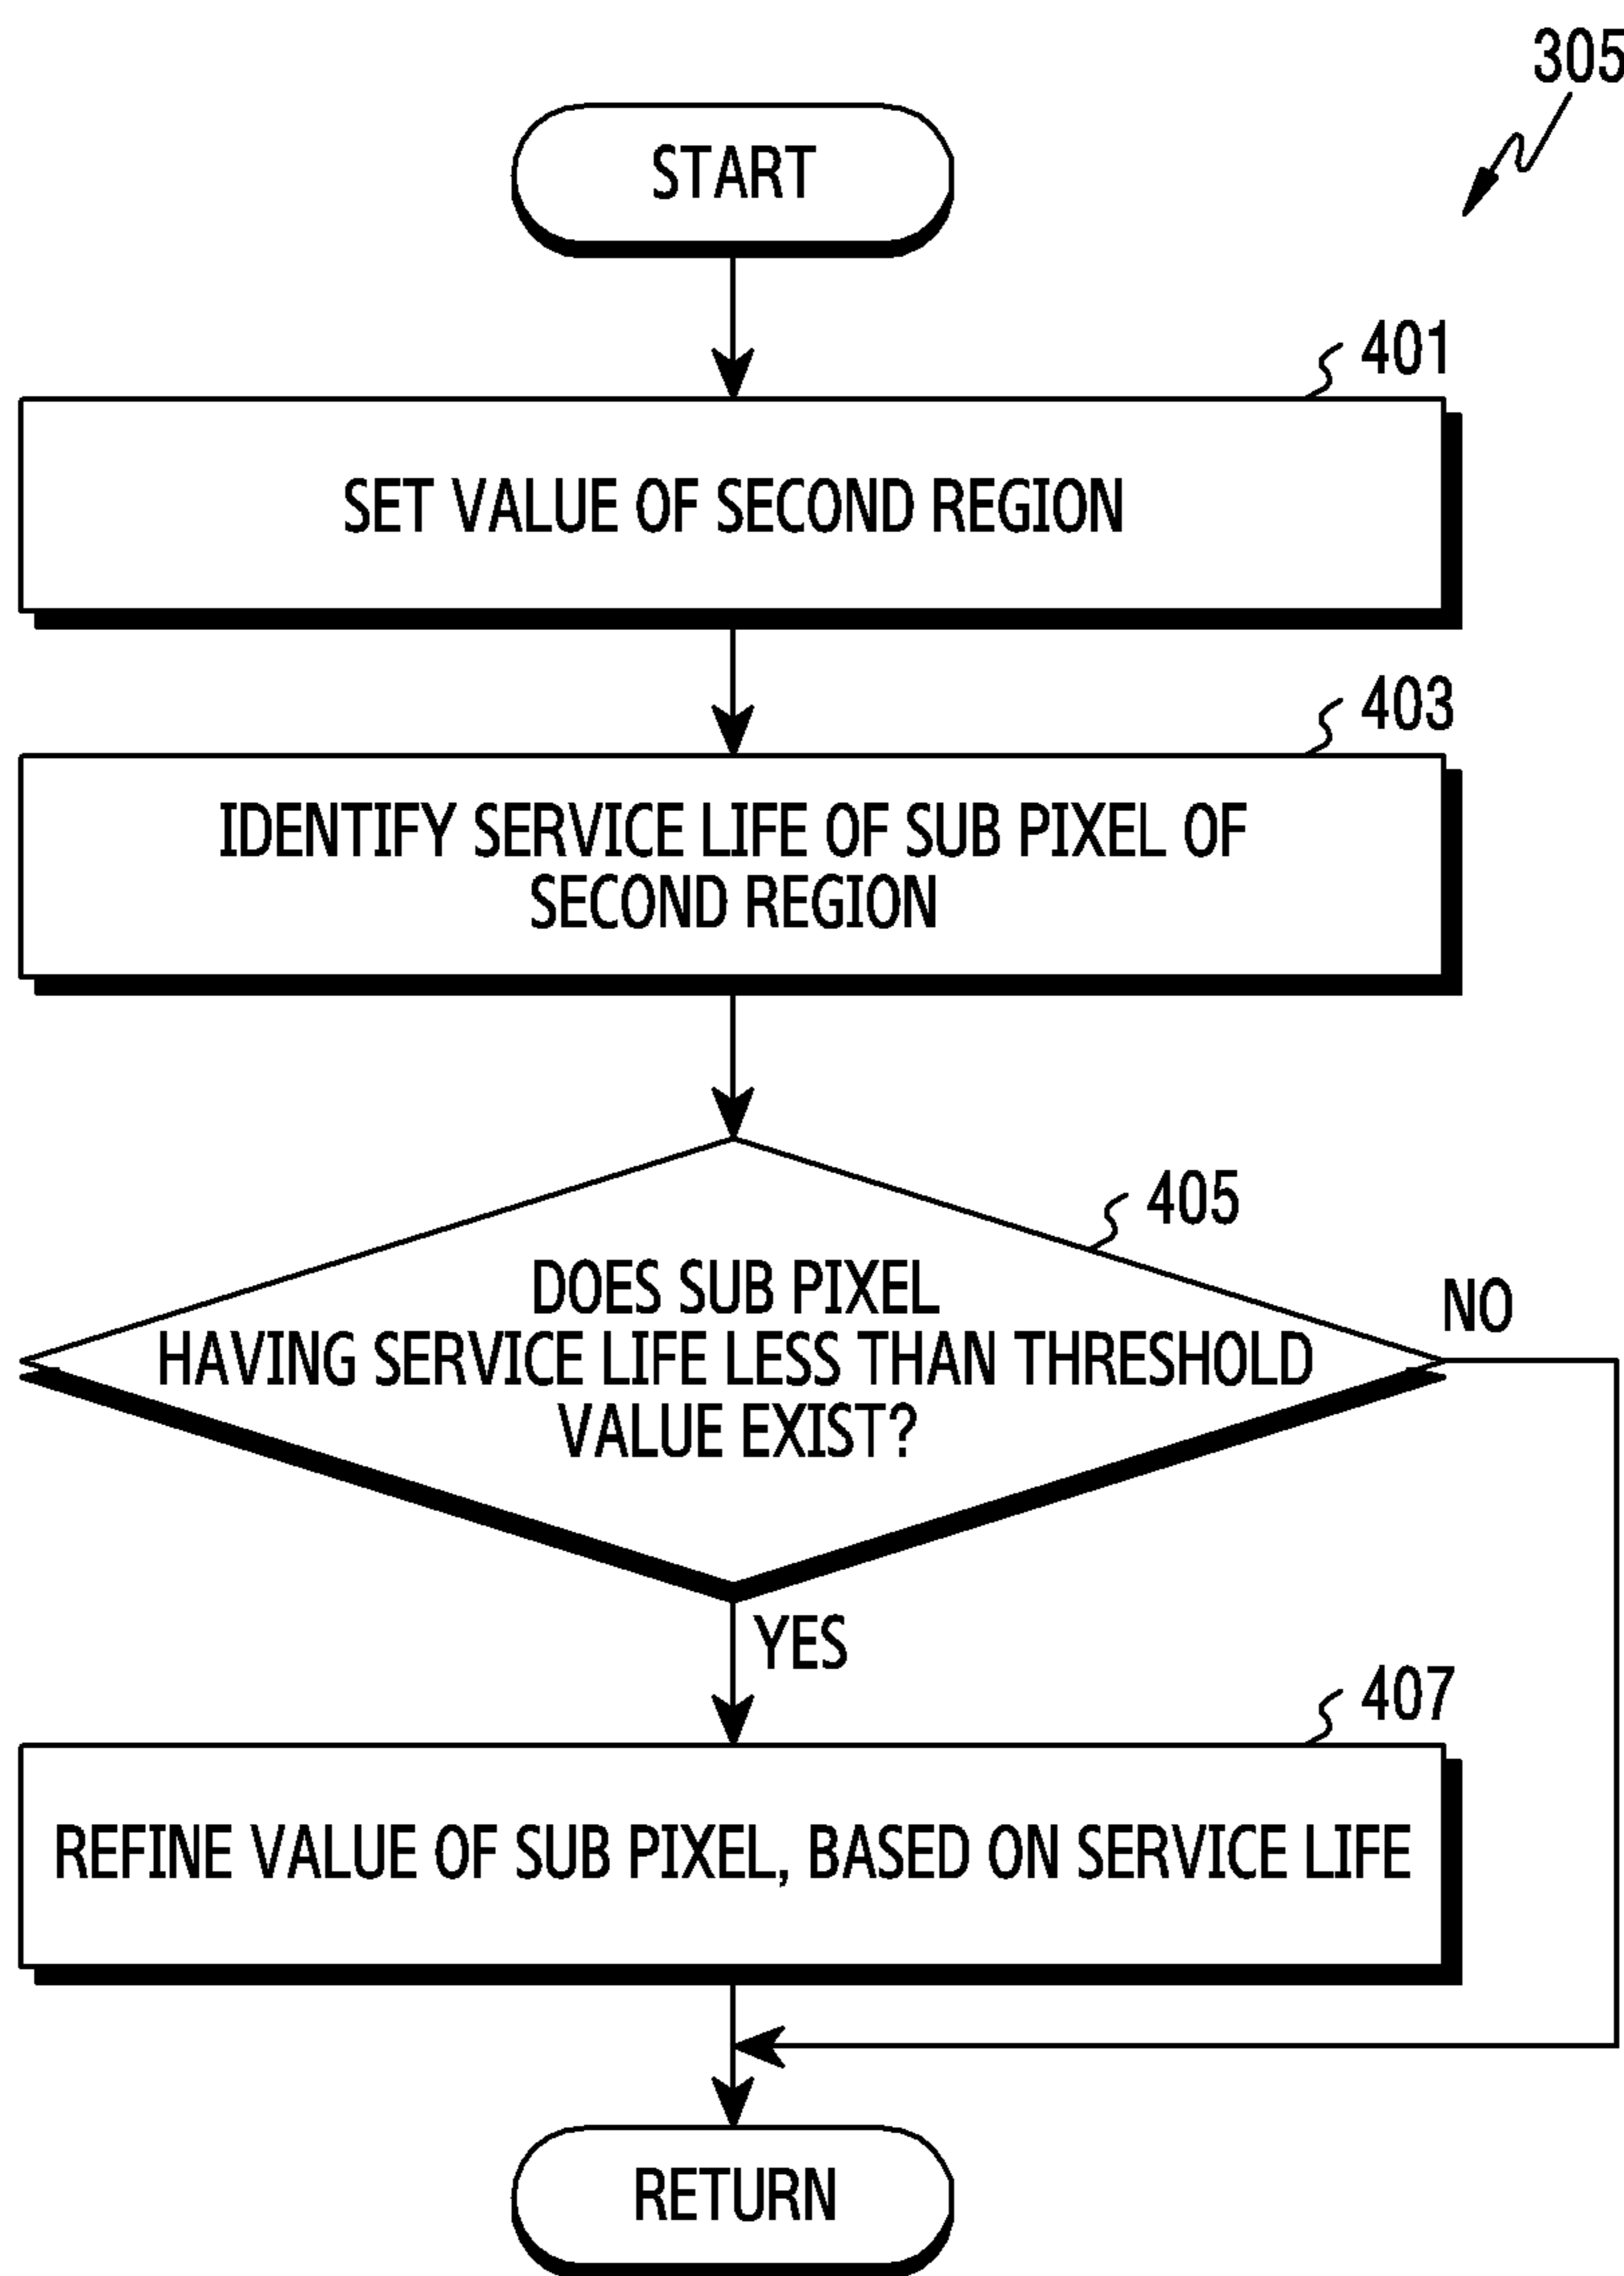 305
START
401
SET VALUE OF SECOND REGION
403
IDENTIFY SERVICE LIFE OF SUB PIXEL OF
SECOND REGION
405
DOES SUB PIXEL
HAVING SERVICE LIFE LESS THAN THRESHOLD
VALUE EXIST?
NO
YES
407
REFINE VALUE OF SUB PIXEL, BASED ON SERVICE LIFE
RETURN